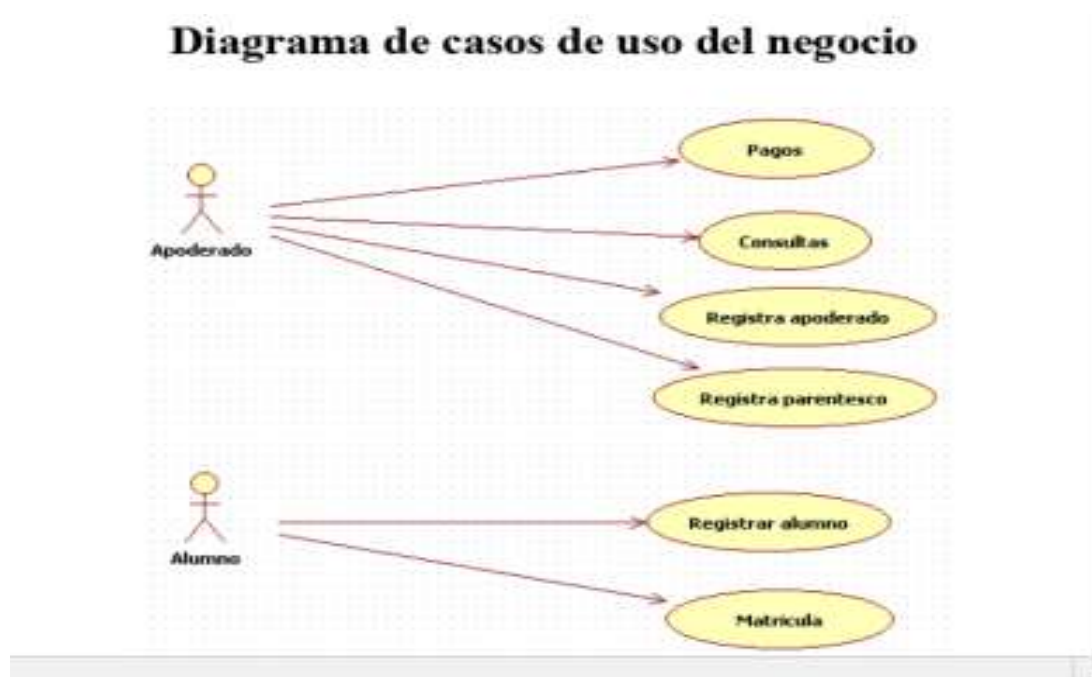 Diagrama de casos de uso del negocio
Pagos
Apoderado
Consultas
Registra apoderado
Registra parentesco
Registrar alumno
Alumno
Matricula